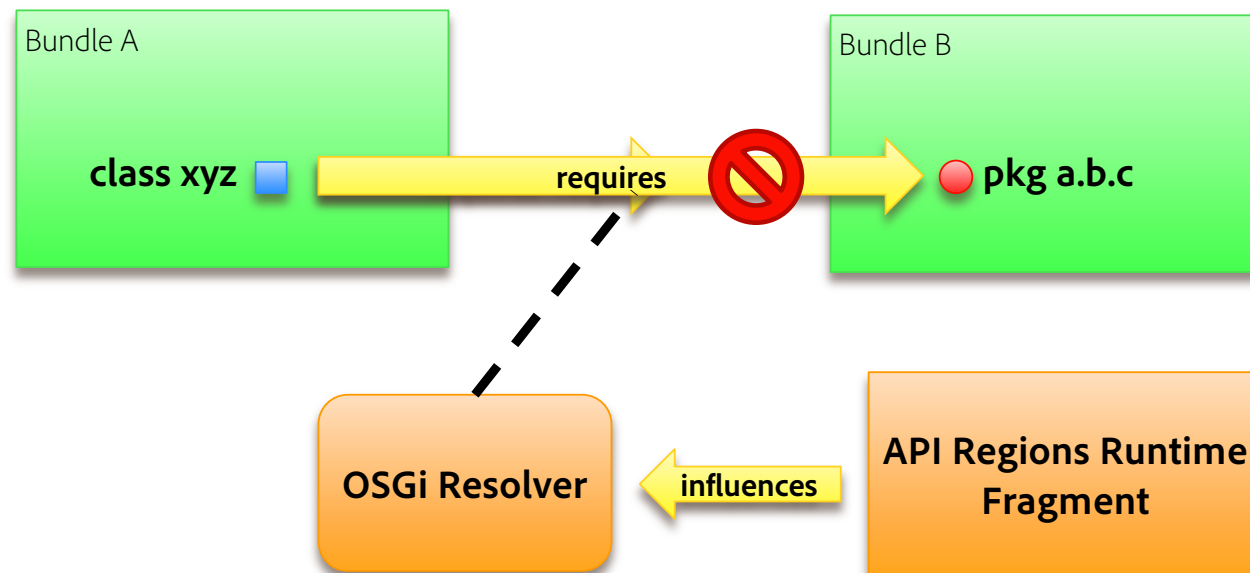 Bundle A
Bundle B
class xyz
requires
pkg a.b.c
OSGi Resolver
influences
API Regions Runtime
Fragment